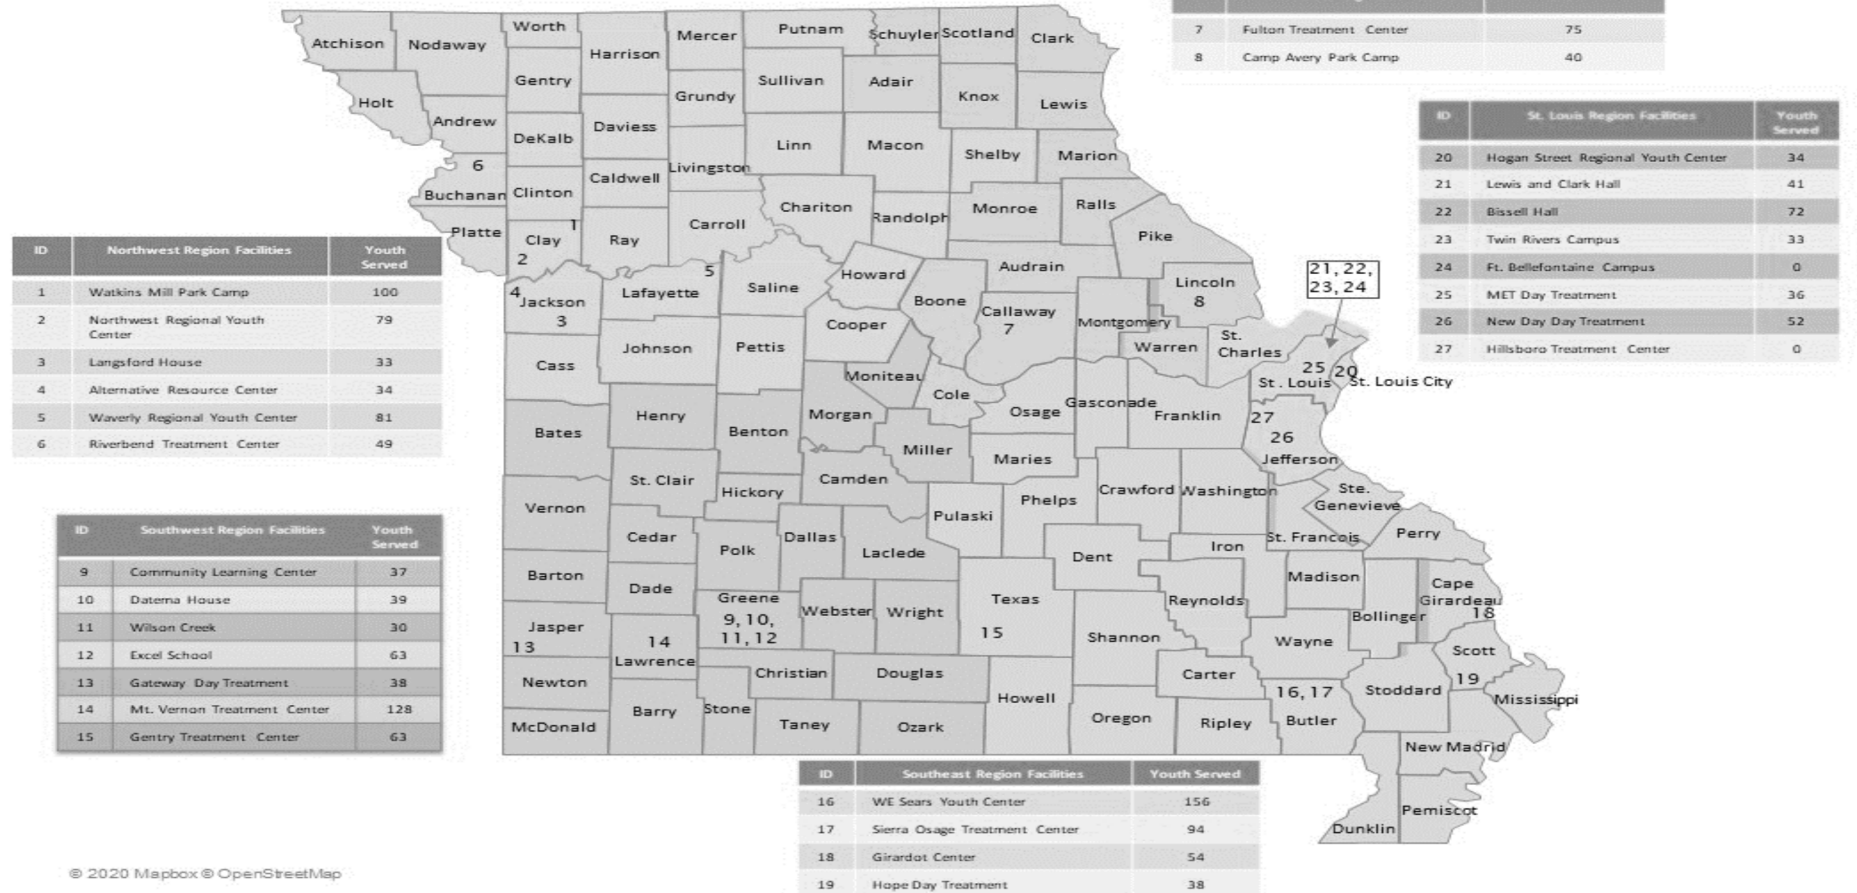 7 Fulton Treatment Center 75
8 Camp Avery Park Camp 40
ID Northwest Region Facilities Youth Served
1 Watkins Mill Park Camp 100
2 Northwest Regional Youth Center 79
3 Langsford House 33
4 Alternative Resource Center 34
5 Waverly Regional Youth Center 81
6 Riverbend Treatment Center 49
ID Southwest Region Facilities Youth Served
9 Community Learning Center 37
10 Datema House 39
11 Wilson Creek 30
12 Excel School 63
13 Gateway Day Treatment 38
14 Mt. Vernon Treatment Center 128
15 Gentry Treatment Center 63
ID St. Louis Region Facilities Youth Served
20 Hogan Street Regional Youth Center 34
21 Lewis and Clark Hall 41
22 Bissell Hall 72
23 Twin Rivers Campus 33
24 Ft. Bellefontaine Campus 0
25 MET Day Treatment 36
26 New Day Day Treatment 52
27 Hillsboro Treatment Center 0
ID Southeast Region Facilities Youth Served
16 WE Sears Youth Center 156
17 Sierra Osage Treatment Center 94
18 Girardot Center 54
19 Hope Day Treatment 38
Atchison
Nodaway
Worth
Harrison
Mercer
Putnam
Schuyler
Scotland
Clark
Holt
Gentry
Grundy
Sullivan
Adair
Knox
Lewis
Andrew
DeKalb
Daviess
Linn
Macon
Shelby
Marion
6
Buchanan
Clinton
Caldwell
Livingston
Chariton
Randolph
Monroe
Ralls
Platte
1
Clay
2
Ray
Carroll
Pike
5
Howard
Audrain
4
Jackson
3
Lafayette
Saline
Boone
Callaway
7
Montgomery
Lincoln
8
21, 22,
23, 24
Cooper
Warren
St.
Charles
Cass
Johnson
Pettis
Moniteau
Cole
Osage
Gasconade
Franklin
25
20
St. Louis
St. Louis City
Bates
Henry
Benton
Morgan
Miller
Maries
27
26
Jefferson
St. Clair
Hickory
Camden
Pulaski
Phelps
Crawford
Washington
Ste.
Genevieve
Vernon
Cedar
Polk
Dallas
Laclede
Dent
Iron
St. Francois
Perry
Barton
Dade
Greene
9, 10,
11, 12
Webster
Wright
Texas
15
Reynolds
Madison
Bollinger
Cape
Girardeau
18
Jasper
13
14
Lawrence
Shannon
Wayne
Scott
19
Newton
Christian
Douglas
Howell
Carter
16, 17
Butler
Stoddard
Mississippi
McDonald
Barry
Stone
Taney
Ozark
Oregon
Ripley
New Madrid
Pemiscot
Dunklin
© 2020 Mapbox © OpenStreetMap